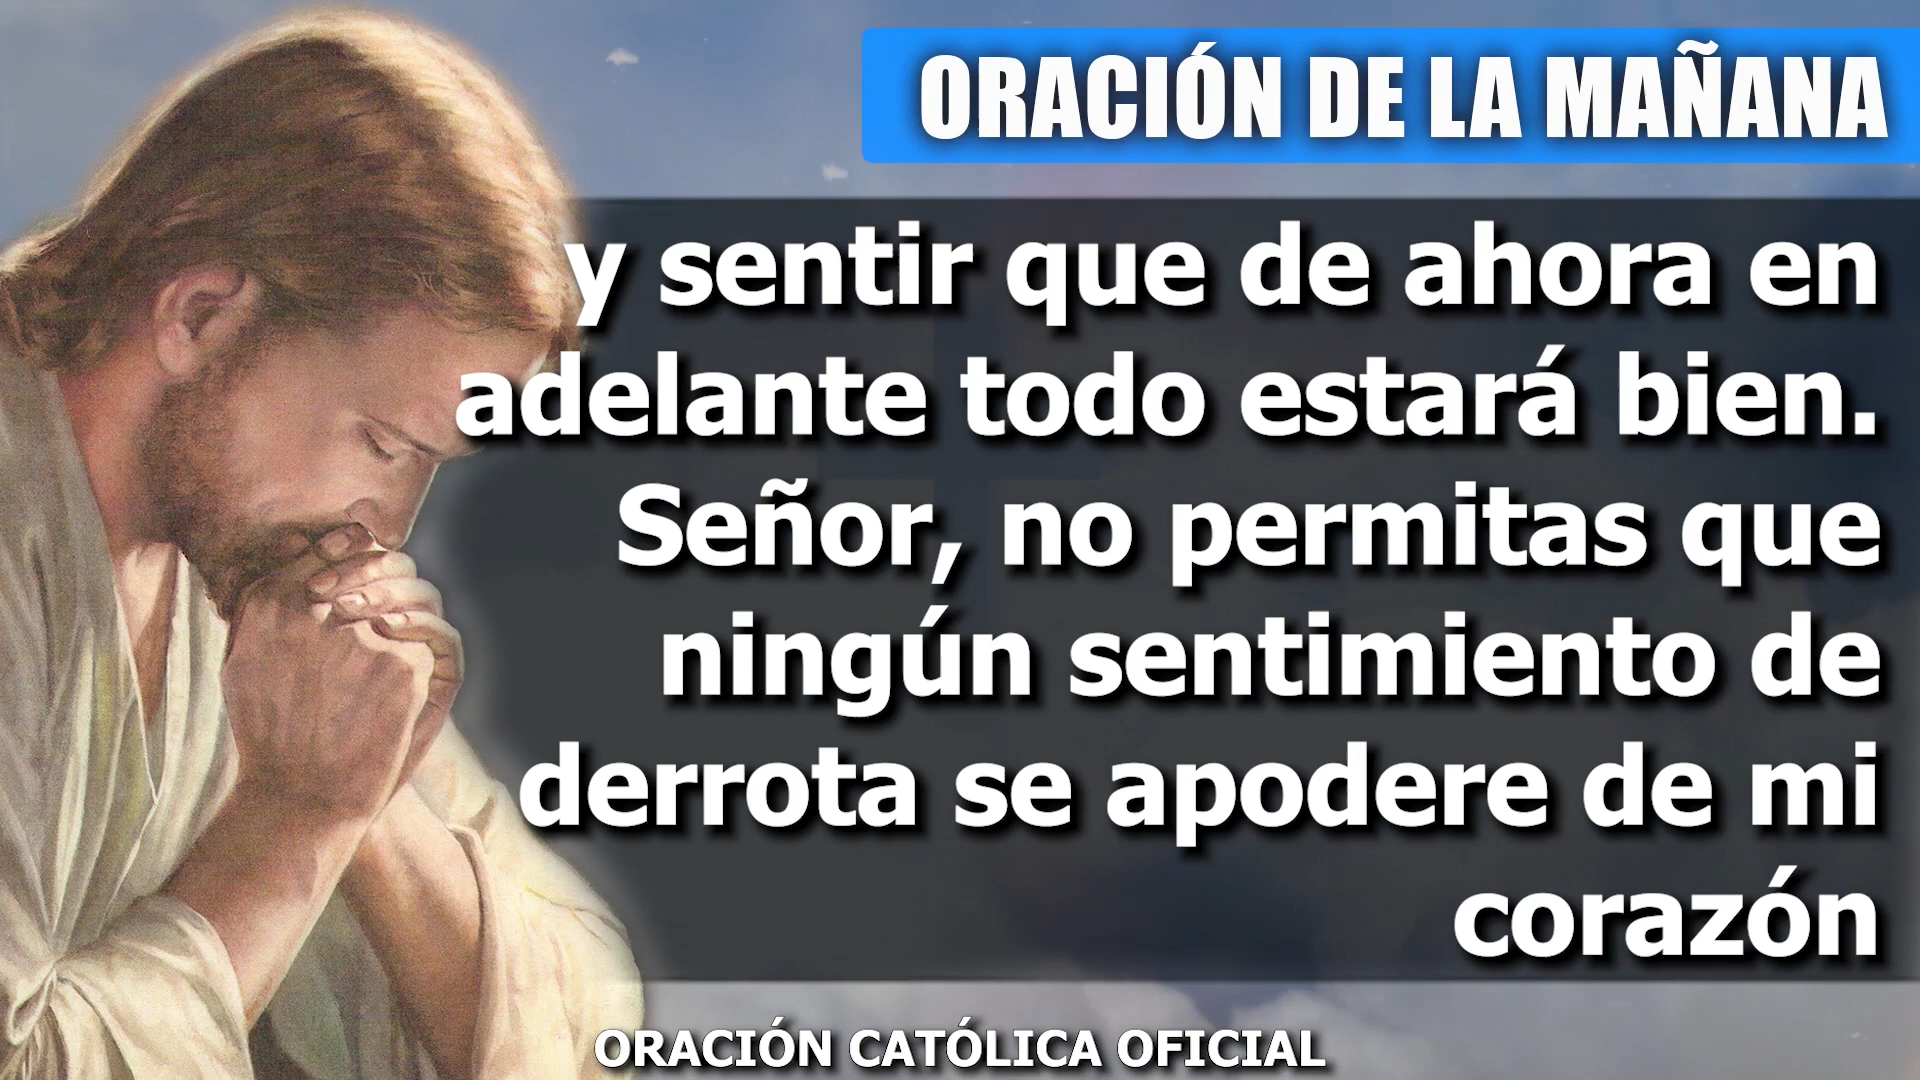 ORACIÓN DE LA MAÑANA
y sentir que de ahora en
adelante todo estará bien.
Señor, no permitas que
ningún sentimiento de
derrota se apodere de mi
corazón
ORACIÓN CATÓLICA OFICIAL